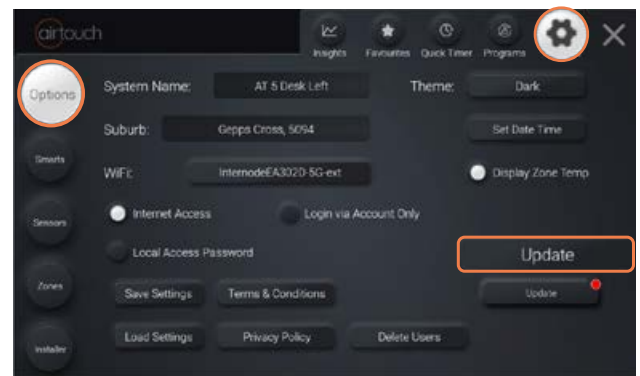 airtouch
Insights Favourites Quick Timer Programs
Options
System Name: AT 5 Desk Left Theme: Dark
Suburb: Gepps Cross, 5094 Set Date Time
Smarts
WiFi: InternodeEA302D-5G-ext Display Zone Temp
Sensors
Internet Access Login via Account Only
Local Access Password Update
Zones
Save Settings Terms & Conditions Update
Load Settings Privacy Policy Delete Users
Installer